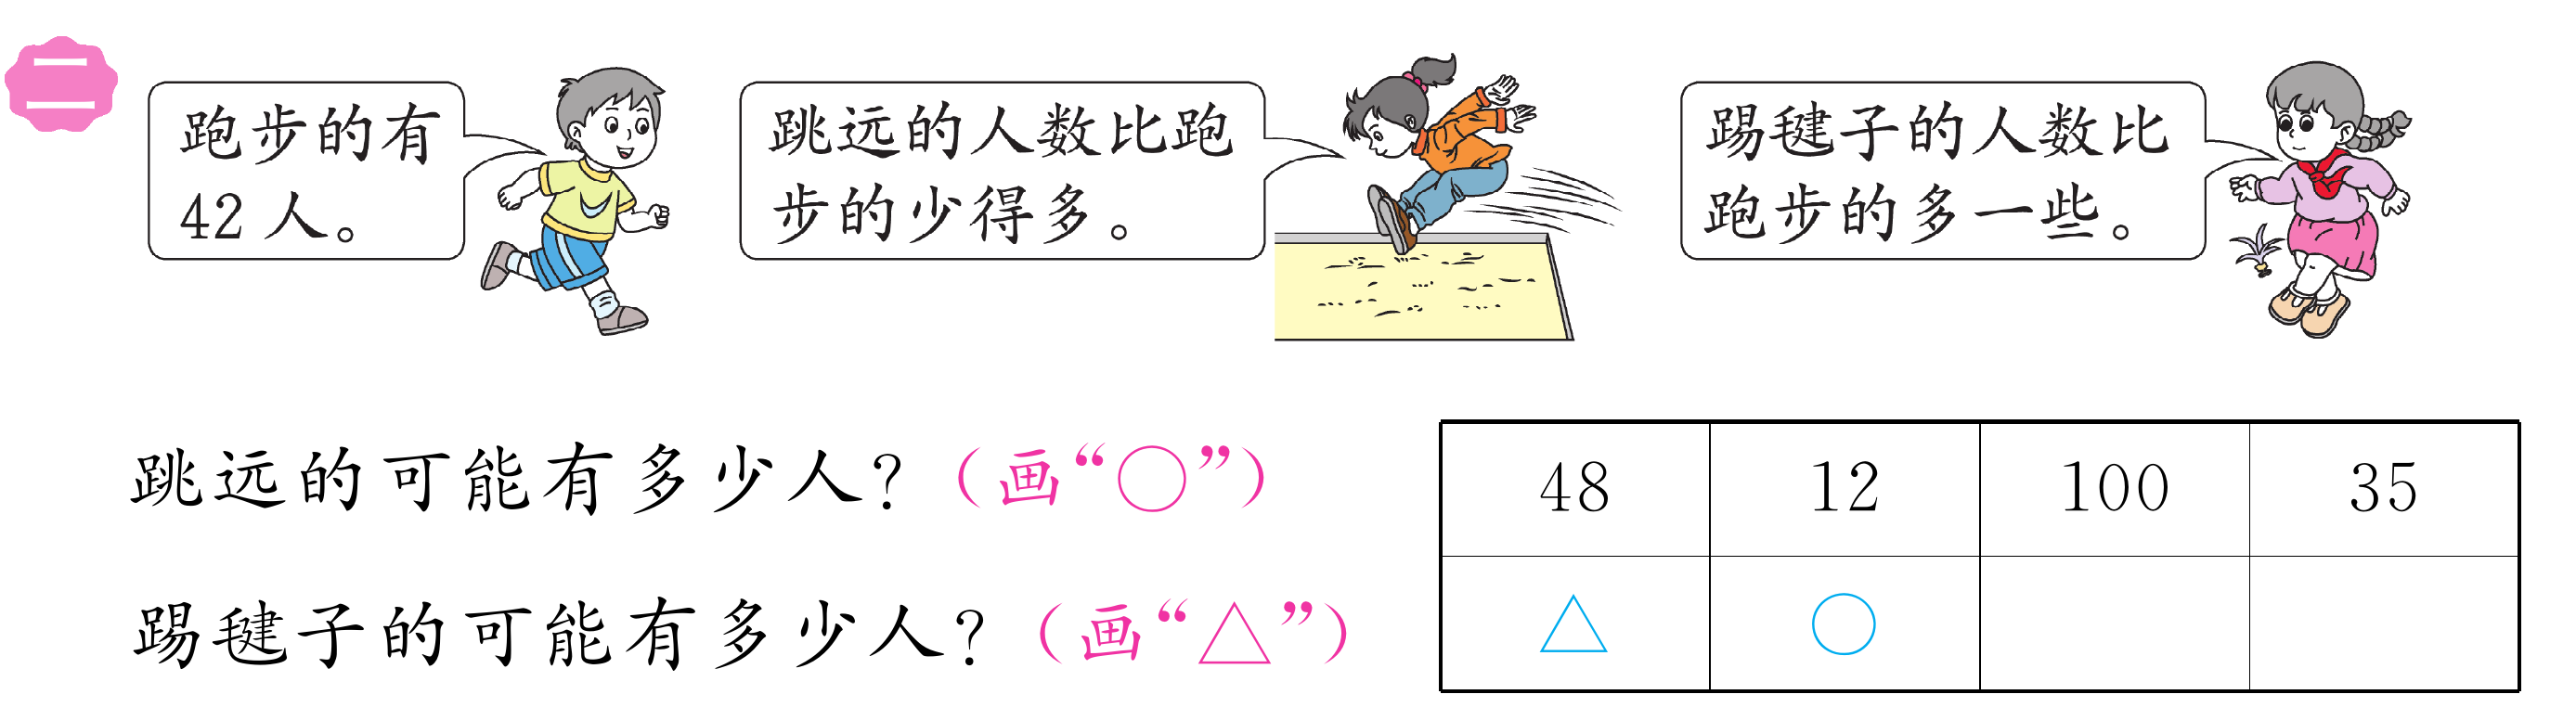 二
跑步的有
42 人。
跳远的人数比跑
步的少得多。
踢毽子的人数比
跑步的多一些。
跳远的可能有多少人?(画“○”)
踢毽子的可能有多少人?(画“△”)
48 12 100 35
△ ○